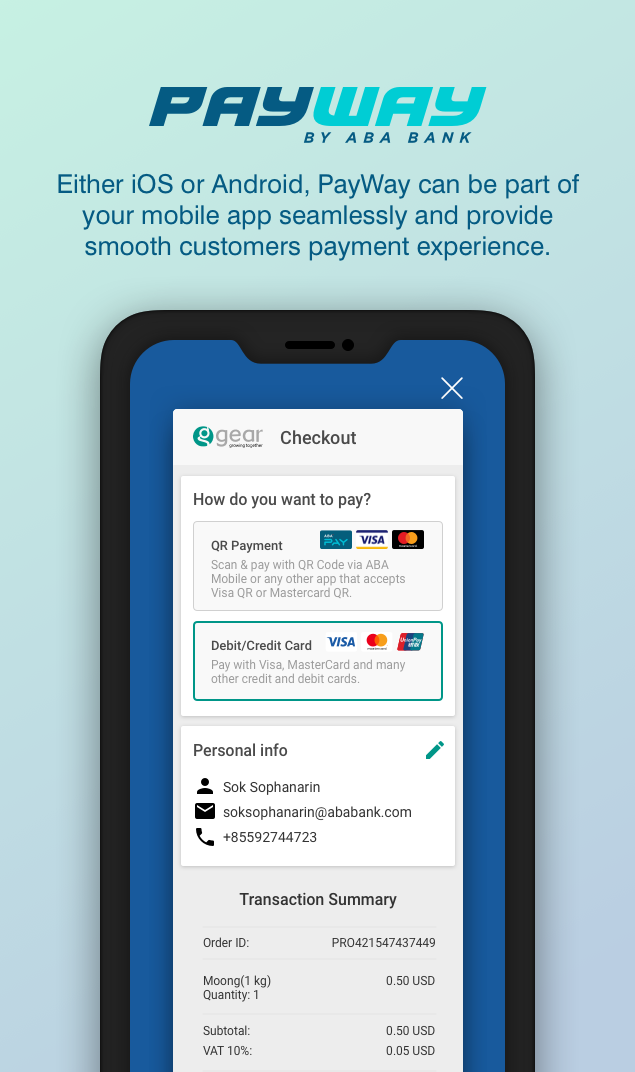 PAYWAY
BY ABA BANK
Either iOS or Android, PayWay can be part of
your mobile app seamlessly and provide
smooth customers payment experience.
gear
growing together
Checkout
How do you want to pay?
QR Payment
ABA
PAY
VISA
mastercard
Scan & pay with QR Code via ABA
Mobile or any other app that accepts
Visa QR or Mastercard QR.
Debit/Credit Card
VISA
mastercard
UnionPay
银联
Pay with Visa, MasterCard and many
other credit and debit cards.
Personal info
Sok Sophanarin
soksophanarin@ababank.com
+85592744723
Transaction Summary
Order ID: PRO421547437449
Moong(1 kg) 0.50 USD
Quantity: 1
Subtotal: 0.50 USD
VAT 10%: 0.05 USD